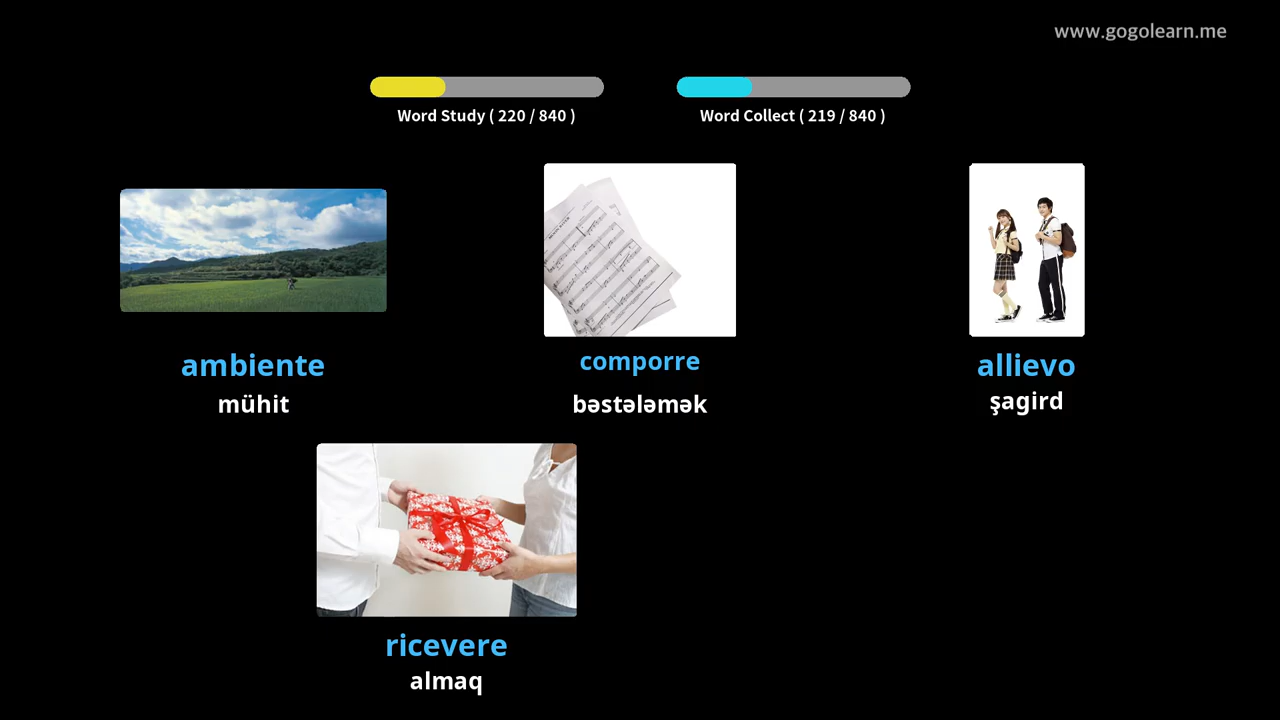 www.gogolearn.me
Word Study ( 220 / 840 )
Word Collect ( 219 / 840 )
ambiente
mühit
comporre
bəstələmək
allievo
şagird
ricevere
almaq